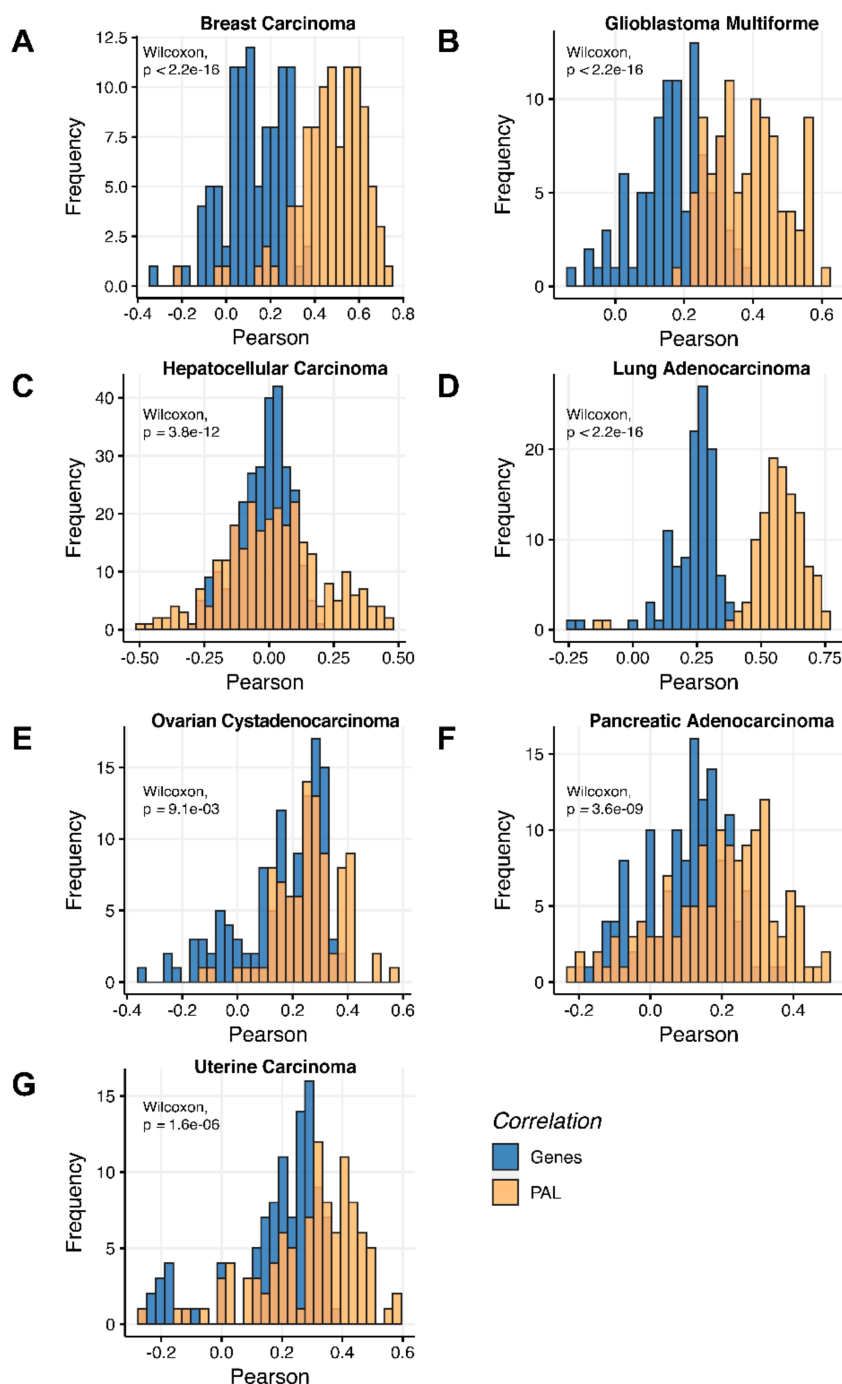 A
Breast Carcinoma
Wilcoxon,
p < 2.2e-16
Frequency
12.5
10.0
7.5
5.0
2.5
0.0
-0.4 -0.2 0.0 0.2 0.4 0.6 0.8
Pearson
B
Glioblastoma Multiforme
Wilcoxon,
p < 2.2e-16
Frequency
10
5
0
0.0 0.2 0.4 0.6
Pearson
C
Hepatocellular Carcinoma
Wilcoxon,
p = 3.8e-12
Frequency
40
30
20
10
0
-0.50 -0.25 0.00 0.25 0.50
Pearson
D
Lung Adenocarcinoma
Wilcoxon,
p < 2.2e-16
Frequency
20
10
0
-0.25 0.00 0.25 0.50 0.75
Pearson
E
Ovarian Cystadenocarcinoma
Wilcoxon,
p = 9.1e-03
Frequency
15
10
5
0
-0.4 -0.2 0.0 0.2 0.4 0.6
Pearson
F
Pancreatic Adenocarcinoma
Wilcoxon,
p = 3.6e-09
Frequency
15
10
5
0
-0.2 0.0 0.2 0.4
Pearson
G
Uterine Carcinoma
Wilcoxon,
p = 1.6e-06
Frequency
15
10
5
0
-0.2 0.0 0.2 0.4 0.6
Pearson
Correlation
Genes
PAL